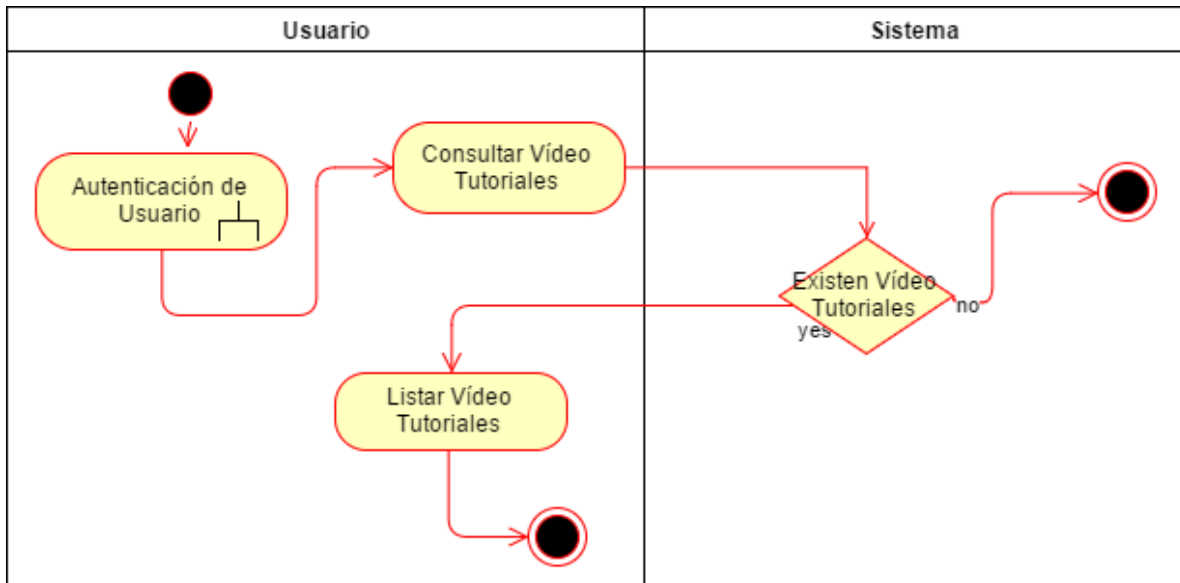 Usuario
Sistema
Autenticación de
Usuario
Consultar Vídeo
Tutoriales
Existen Vídeo
Tutoriales
no
yes
Listar Vídeo
Tutoriales